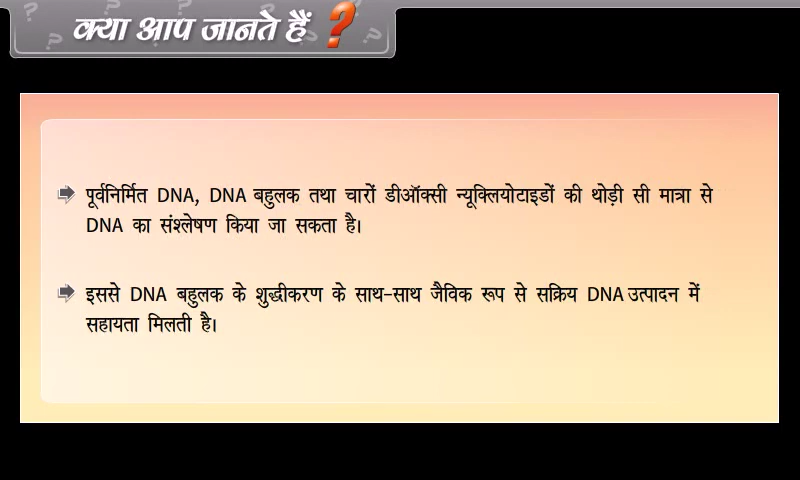 क्या आप जानते हैं ?
पूर्वनिर्मित DNA, DNA बहुलक तथा चारों डीऑक्सी न्यूक्लियोटाइडों की थोड़ी सी मात्रा से
DNA का संश्लेषण किया जा सकता है।
इससे DNA बहुलक के शुद्धीकरण के साथ-साथ जैविक रूप से सक्रिय DNA उत्पादन में
सहायता मिलती है।